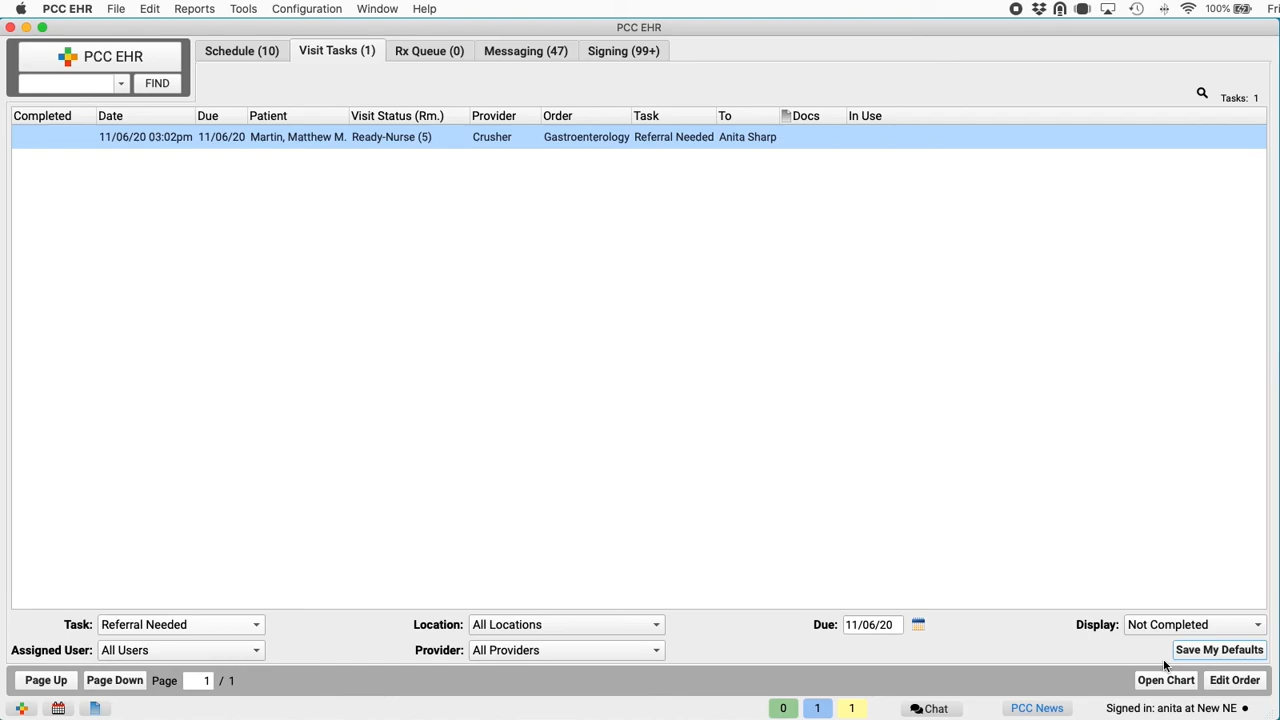 PCC EHR File Edit Reports Tools Configuration Window Help 100% Fri
PCC EHR
PCC EHR Schedule (10) Visit Tasks (1) Rx Queue (0) Messaging (47) Signing (99+)
FIND
Tasks: 1
Completed Date Due Patient Visit Status (Rm.) Provider Order Task To Docs In Use
11/06/20 03:02pm 11/06/20 Martin, Matthew M. Ready-Nurse (5) Crusher Gastroenterology Referral Needed Anita Sharp
Task: Referral Needed Location: All Locations Due: 11/06/20 Display: Not Completed
Assigned User: All Users Provider: All Providers Save My Defaults
Page Up Page Down Page 1 / 1 Open Chart Edit Order
0 1 1 Chat PCC News Signed in: anita at New NE